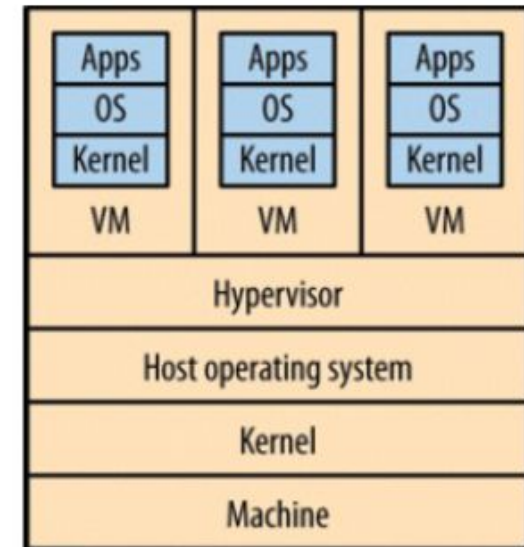 Apps Apps Apps
OS OS OS
Kernel Kernel Kernel
VM VM VM
Hypervisor
Host operating system
Kernel
Machine